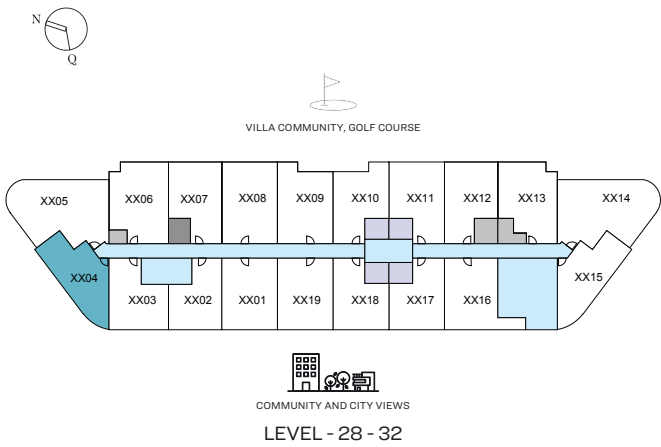 N
Q
VILLA COMMUNITY, GOLF COURSE
XX05 XX06 XX07 XX08 XX09 XX10 XX11 XX12 XX13 XX14
XX04 XX03 XX02 XX01 XX19 XX18 XX17 XX16 XX15
COMMUNITY AND CITY VIEWS
LEVEL - 28 - 32